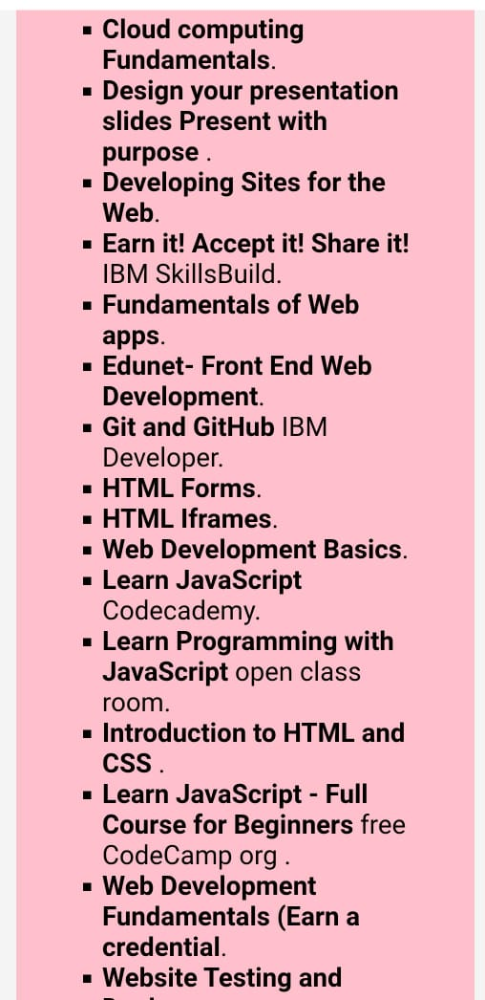 ▪ Cloud computing
Fundamentals.
▪ Design your presentation
slides Present with
purpose .
▪ Developing Sites for the
Web.
▪ Earn it! Accept it! Share it!
IBM SkillsBuild.
▪ Fundamentals of Web
apps.
▪ Edunet- Front End Web
Development.
▪ Git and GitHub IBM
Developer.
▪ HTML Forms.
▪ HTML Iframes.
▪ Web Development Basics.
▪ Learn JavaScript
Codecademy.
▪ Learn Programming with
JavaScript open class
room.
▪ Introduction to HTML and
CSS .
▪ Learn JavaScript - Full
Course for Beginners free
CodeCamp org .
▪ Web Development
Fundamentals (Earn a
credential.
▪ Website Testing and